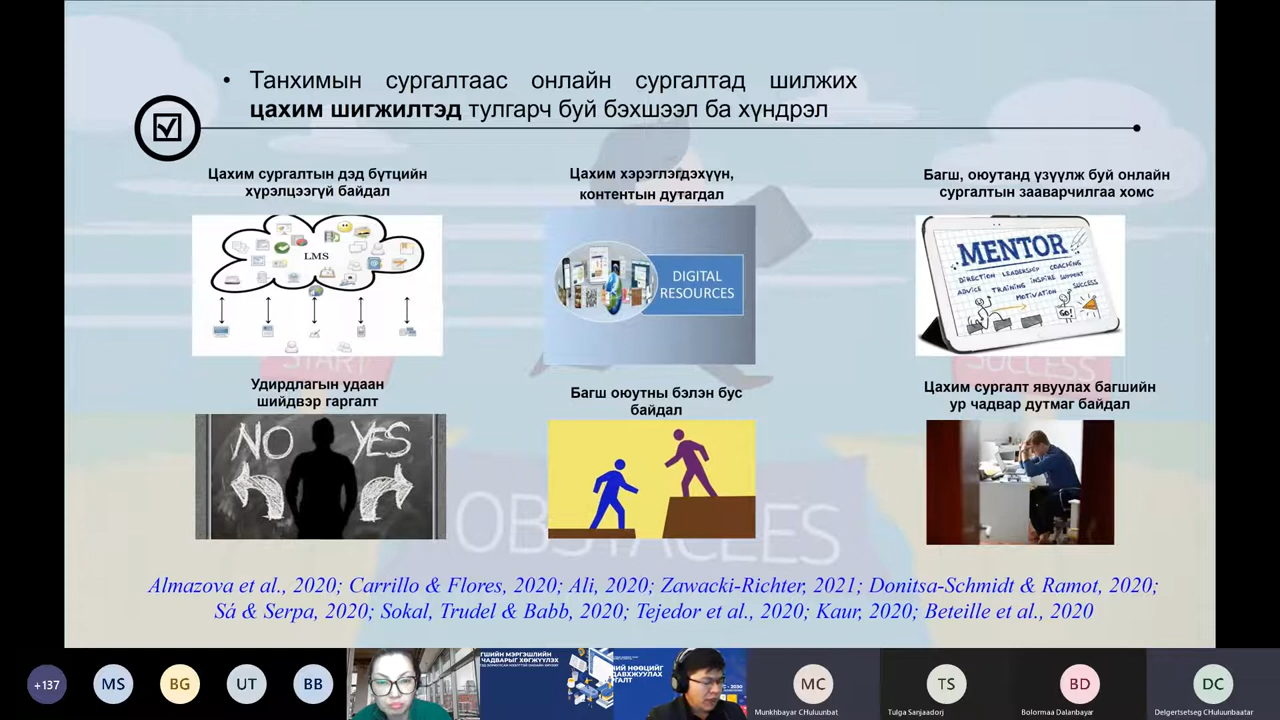 • Танхимын сургалтаас онлайн сургалтад шилжих
цахим шигжилтэд тулгарч буй бэхшээл ба хүндрэл
Цахим сургалтын дэд бүтцийн
хүрэлцээгүй байдал
Цахим хэрэглэгдэхүүн,
контентын дутагдал
Багш, оюутанд үзүүлж буй онлайн
сургалтын зааварчилгаа хомс
LMS
DIGITAL
RESOURCES
MENTOR
DIRECTION LEADERSHIP COACHING
ADVICE TRAINING INSPIRE SUPPORT
MOTIVATION SUCCESS
GO!
START
SUCCESS
Удирдлагын удаан
шийдвэр гаргалт
Багш оюутны бэлэн бус
байдал
Цахим сургалт явуулах багшийн
ур чадвар дутмаг байдал
NO YES
OBSTACLES
Almazova et al., 2020; Carrillo & Flores, 2020; Ali, 2020; Zawacki-Richter, 2021; Donitsa-Schmidt & Ramot, 2020;
Sá & Serpa, 2020; Sokal, Trudel & Babb, 2020; Tejedor et al., 2020; Kaur, 2020; Beteille et al., 2020
+137
MS
BG
UT
BB
MC
Munkhbayar CHuluunbat
TS
Tulga Sanjaadorj
BD
Bolormaa Dalanbayar
DC
Delgertsetseg CHuluunbaatar